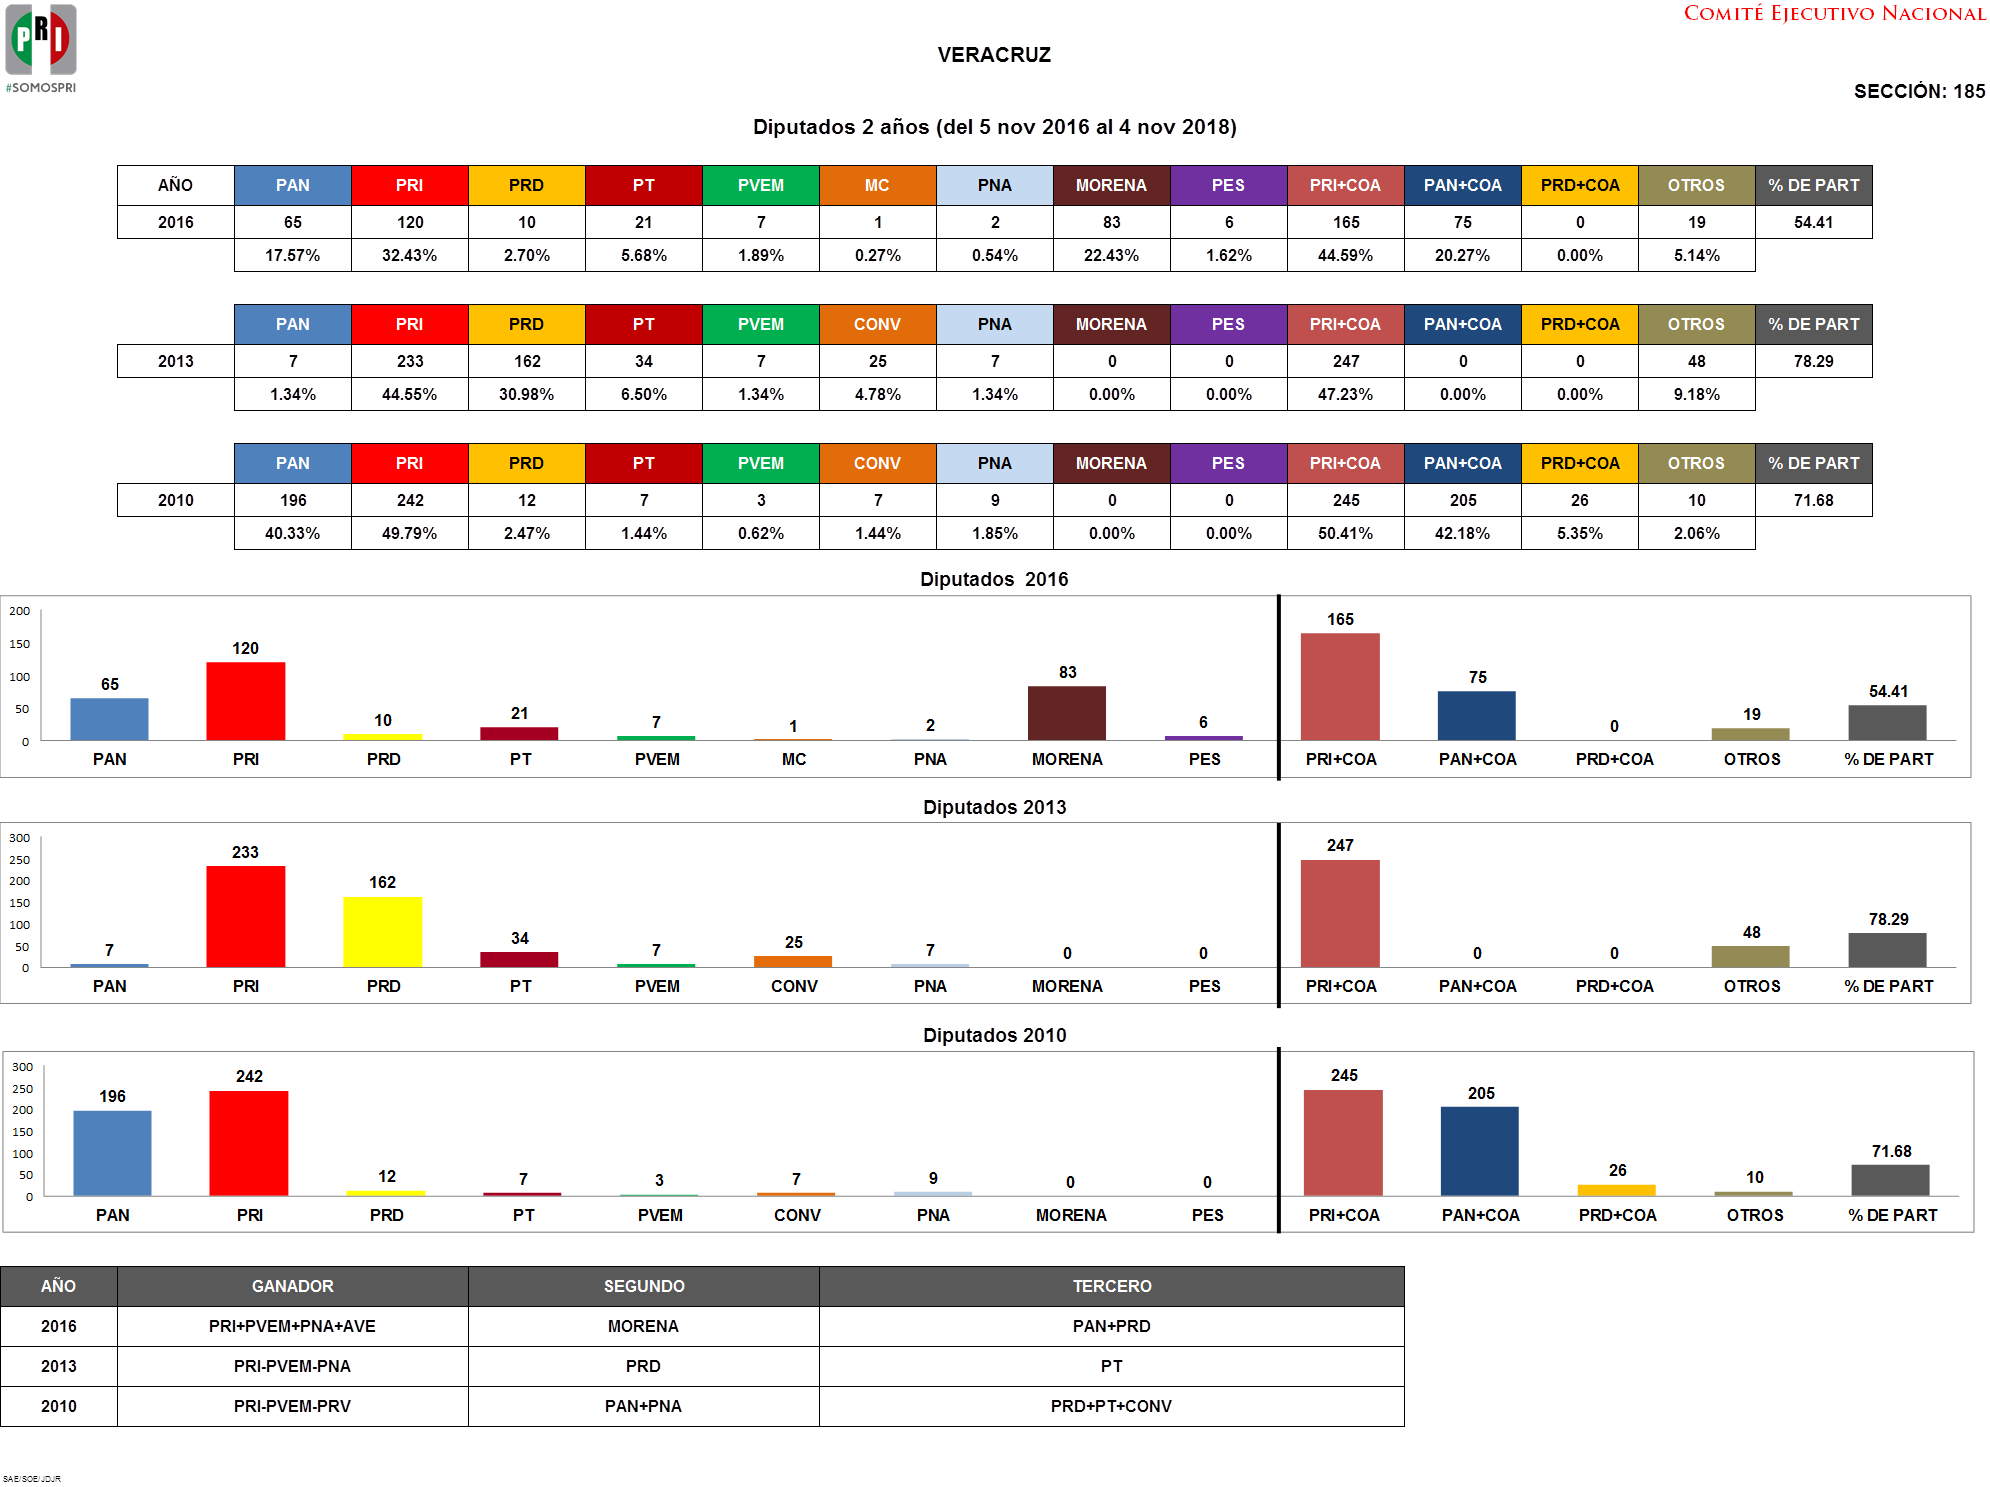 COMITÉ EJECUTIVO NACIONAL
PRI
#SOMOSPRI
VERACRUZ
SECCIÓN: 185
Diputados 2 años (del 5 nov 2016 al 4 nov 2018)
AÑO PAN PRI PRD PT PVEM MC PNA MORENA PES PRI+COA PAN+COA PRD+COA OTROS % DE PART
2016 65 120 10 21 7 1 2 83 6 165 75 0 19 54.41
17.57% 32.43% 2.70% 5.68% 1.89% 0.27% 0.54% 22.43% 1.62% 44.59% 20.27% 0.00% 5.14%
PAN PRI PRD PT PVEM CONV PNA MORENA PES PRI+COA PAN+COA PRD+COA OTROS % DE PART
2013 7 233 162 34 7 25 7 0 0 247 0 0 48 78.29
1.34% 44.55% 30.98% 6.50% 1.34% 4.78% 1.34% 0.00% 0.00% 47.23% 0.00% 0.00% 9.18%
PAN PRI PRD PT PVEM CONV PNA MORENA PES PRI+COA PAN+COA PRD+COA OTROS % DE PART
2010 196 242 12 7 3 7 9 0 0 245 205 26 10 71.68
40.33% 49.79% 2.47% 1.44% 0.62% 1.44% 1.85% 0.00% 0.00% 50.41% 42.18% 5.35% 2.06%
Diputados 2016
200
150
100
50
0
65 120 10 21 7 1 2 83 6 165 75 0 19 54.41
PAN PRI PRD PT PVEM MC PNA MORENA PES PRI+COA PAN+COA PRD+COA OTROS % DE PART
Diputados 2013
300
250
200
150
100
50
0
7 233 162 34 7 25 7 0 0 247 0 0 48 78.29
PAN PRI PRD PT PVEM CONV PNA MORENA PES PRI+COA PAN+COA PRD+COA OTROS % DE PART
Diputados 2010
300
250
200
150
100
50
0
196 242 12 7 3 7 9 0 0 245 205 26 10 71.68
PAN PRI PRD PT PVEM CONV PNA MORENA PES PRI+COA PAN+COA PRD+COA OTROS % DE PART
AÑO GANADOR SEGUNDO TERCERO
2016 PRI+PVEM+PNA+AVE MORENA PAN+PRD
2013 PRI-PVEM-PNA PRD PT
2010 PRI-PVEM-PRV PAN+PNA PRD+PT+CONV
SAE/SOE/JDJR